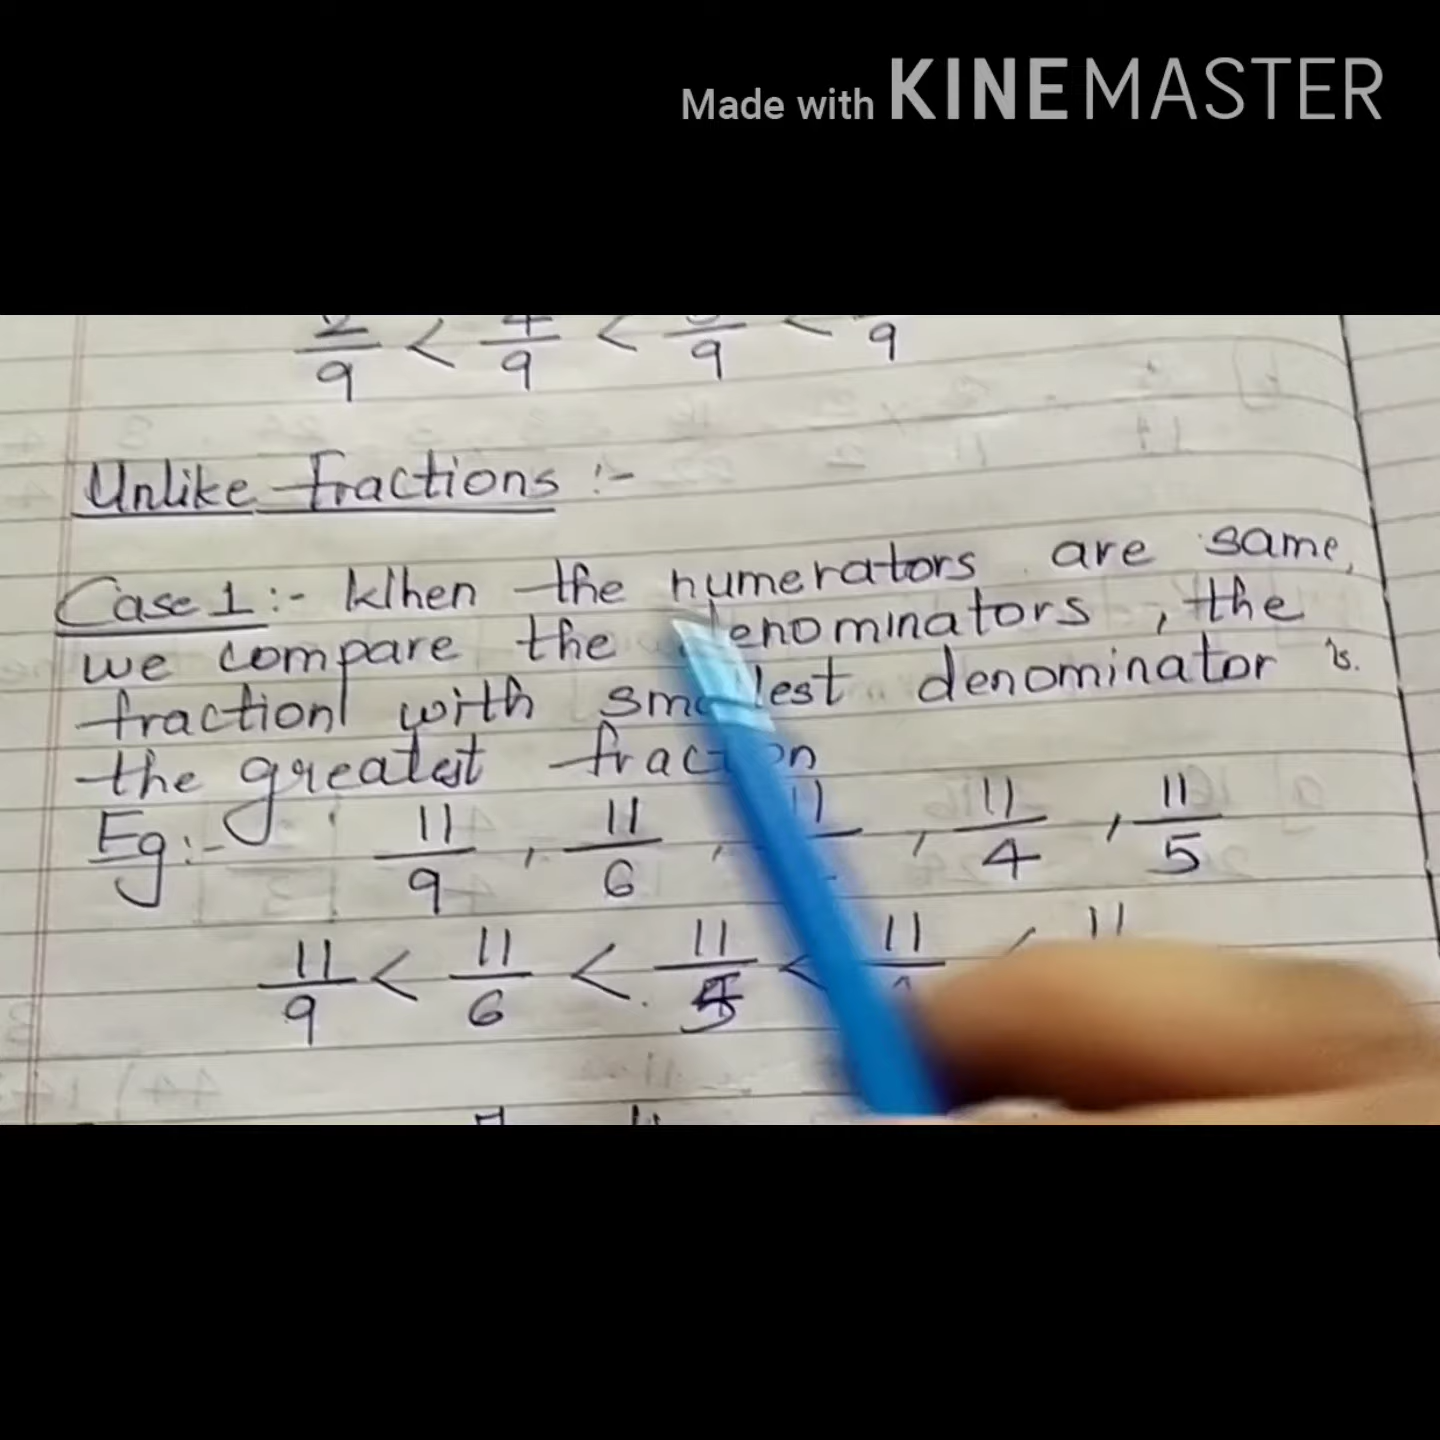 Made with KINEMASTER
9 < 9 < 9 < 9
Unlike Fractions :-
Case 1 :- When the numerators are same,
we compare the denominators, the
fraction with smallest denominator is.
the greatest fraction
Eg:- 11/9 , 11/6 , 11 , 11/4 , 11/5
11/9 < 11/6 < 11/5 < 11 < 11